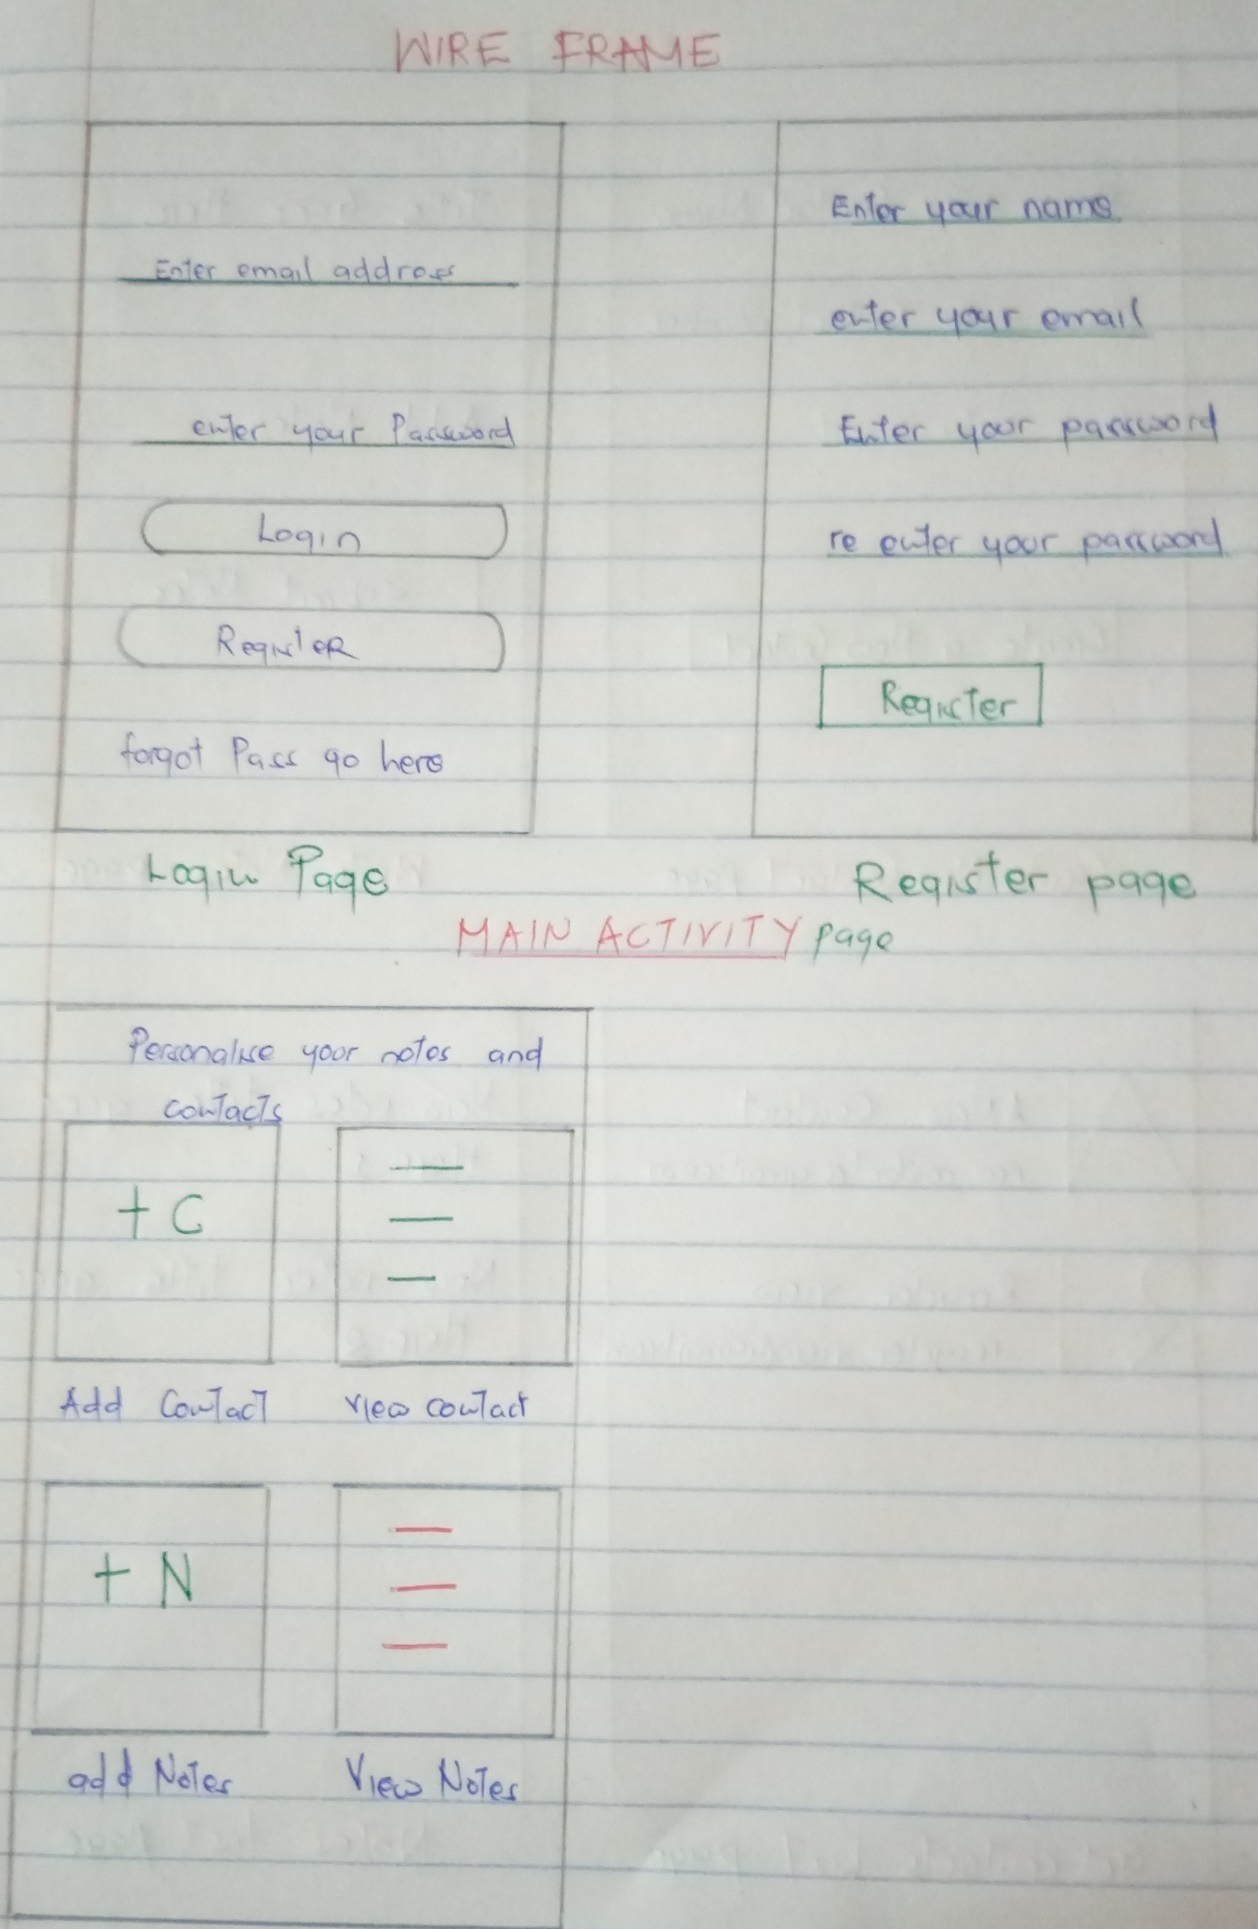 WIRE FRAME
Enter email address
enter your Password
Login
Register
forgot Pass go here
Login Page
Enter your name
enter your email
Enter your password
re enter your password
Register
Register page
MAIN ACTIVITY page
Personalise your notes and
contacts
+ C
Add Contact
view contact
+ N
add Notes
View Notes